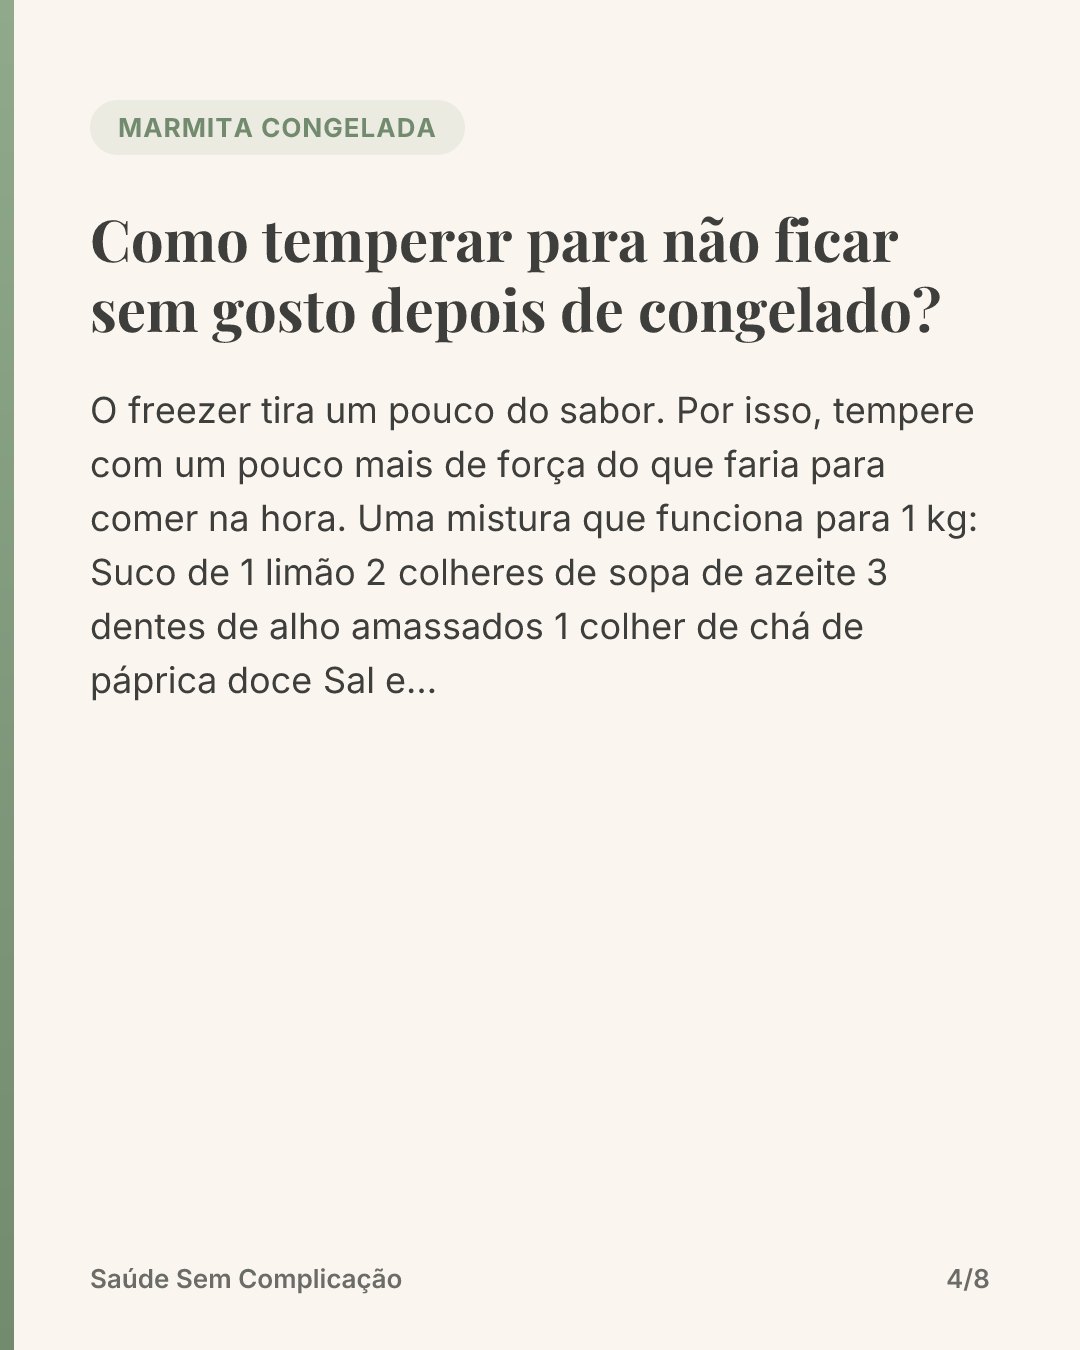 MARMITA CONGELADA
Como temperar para não ficar
sem gosto depois de congelado?
O freezer tira um pouco do sabor. Por isso, tempere
com um pouco mais de força do que faria para
comer na hora. Uma mistura que funciona para 1 kg:
Suco de 1 limão 2 colheres de sopa de azeite 3
dentes de alho amassados 1 colher de chá de
páprica doce Sal e...
Saúde Sem Complicação
4/8